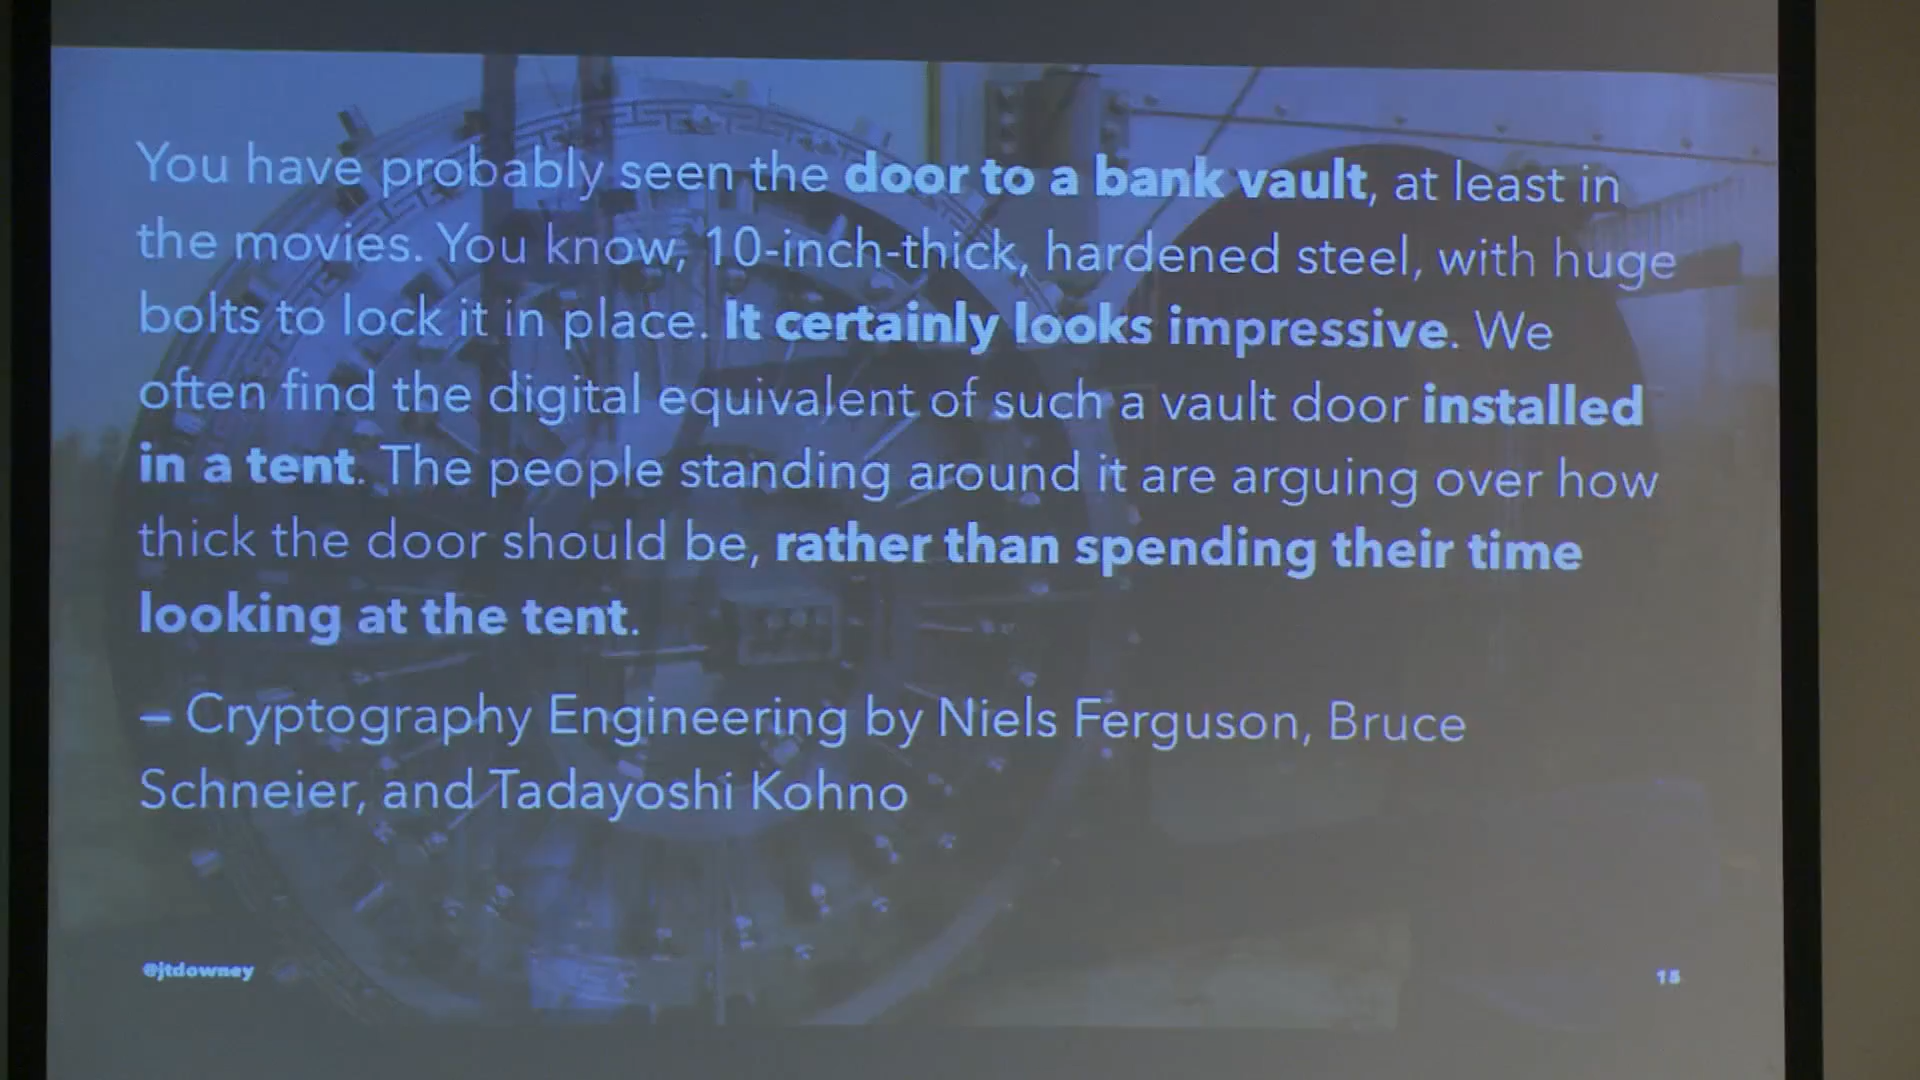 You have probably seen the door to a bank vault, at least in
the movies. You know, 10-inch-thick, hardened steel, with huge
bolts to lock it in place. It certainly looks impressive. We
often find the digital equivalent of such a vault door installed
in a tent. The people standing around it are arguing over how
thick the door should be, rather than spending their time
looking at the tent.
– Cryptography Engineering by Niels Ferguson, Bruce
Schneier, and Tadayoshi Kohno
@jtdowney
15